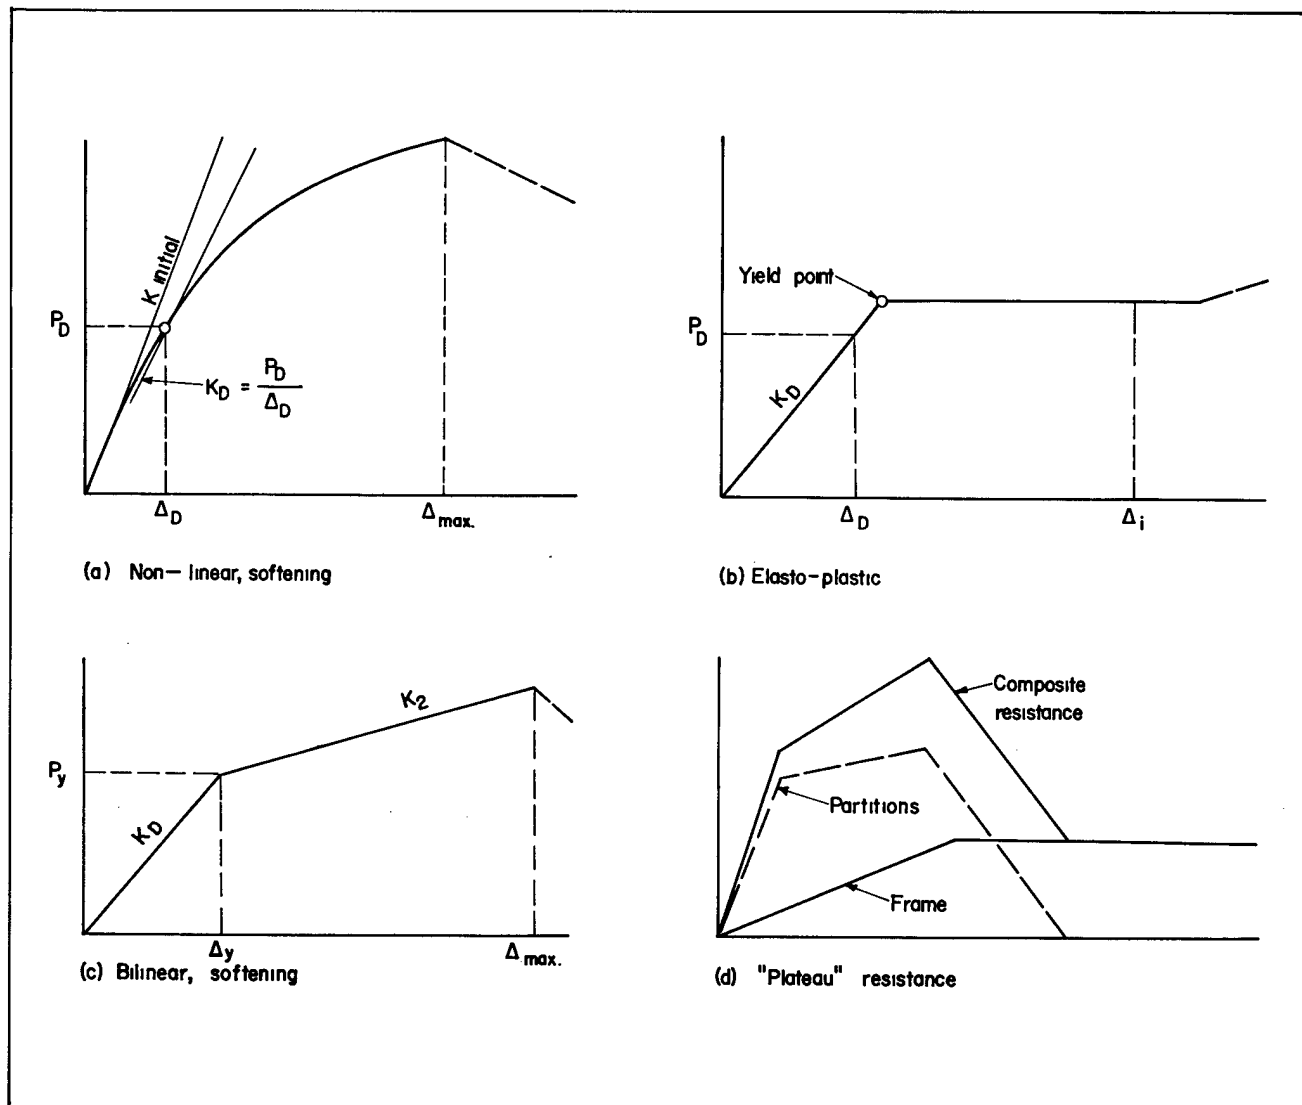 K initial
P_D
K_D = P_D / Δ_D
Δ_D
Δ_max.
(a) Non-linear, softening
Yield point
P_D
K_D
Δ_D
Δ_i
(b) Elasto-plastic
K_2
P_y
K_D
Δ_y
Δ_max.
(c) Bilinear, softening
Composite
resistance
Partitions
Frame
(d) "Plateau" resistance